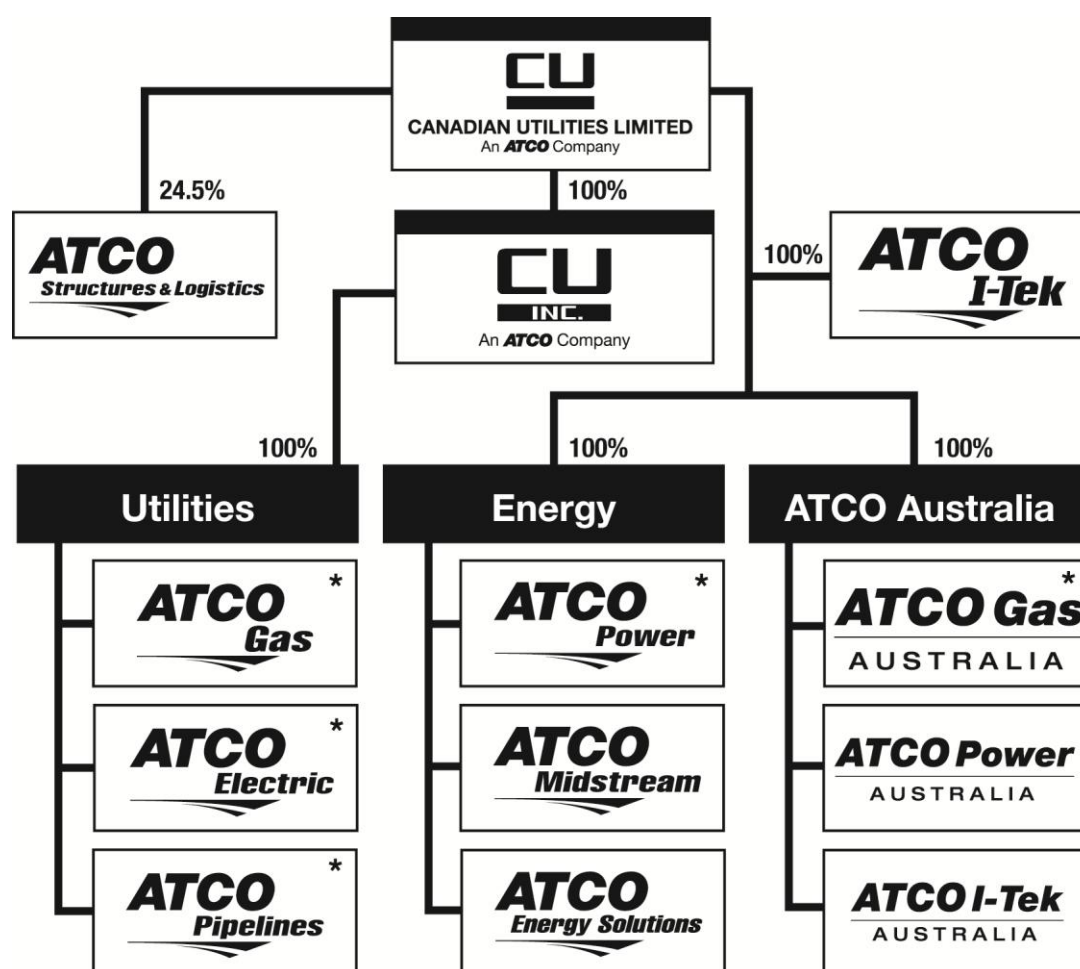 CU
CANADIAN UTILITIES LIMITED
An ATCO Company
24.5%
100%
ATCO
Structures & Logistics
CU
INC.
An ATCO Company
100%
ATCO
I-Tek
100%
100%
100%
Utilities
Energy
ATCO Australia
ATCO *
Gas
ATCO *
Electric
ATCO *
Pipelines
ATCO *
Power
ATCO
Midstream
ATCO
Energy Solutions
*
ATCO Gas
AUSTRALIA
ATCO Power
AUSTRALIA
ATCO I-Tek
AUSTRALIA